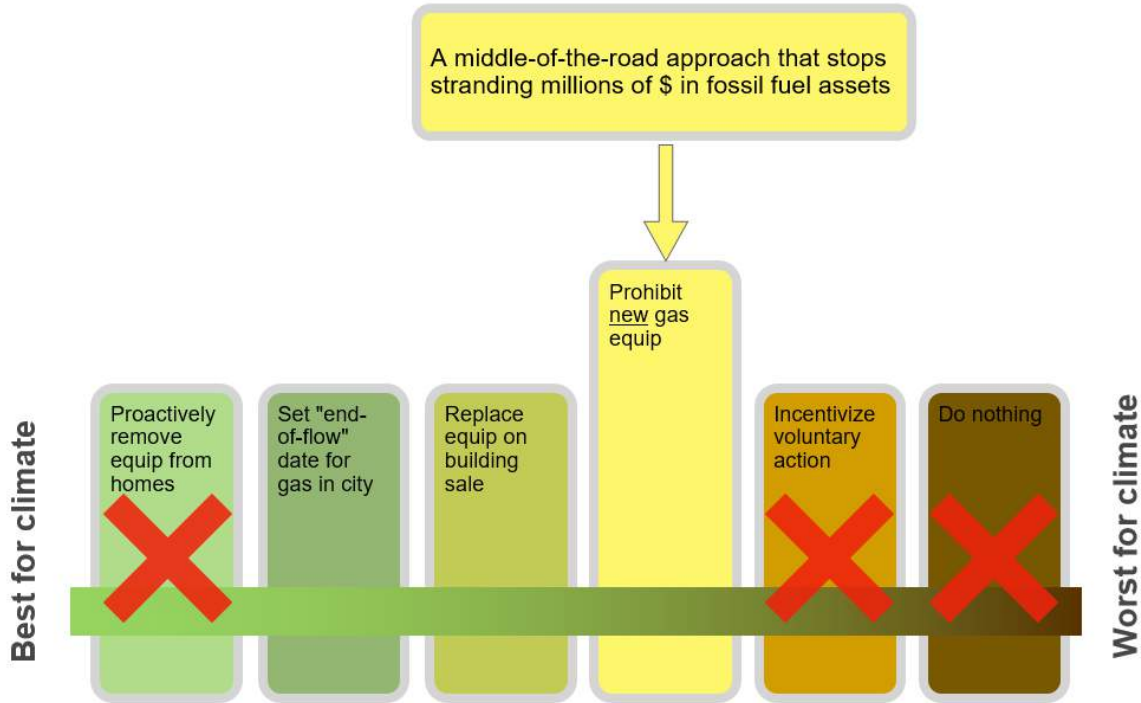 A middle-of-the-road approach that stops
stranding millions of $ in fossil fuel assets
Prohibit
new gas
equip
Proactively
remove
equip from
homes
Set "end-
of-flow"
date for
gas in city
Replace
equip on
building
sale
Incentivize
voluntary
action
Do nothing
Best for climate
Worst for climate